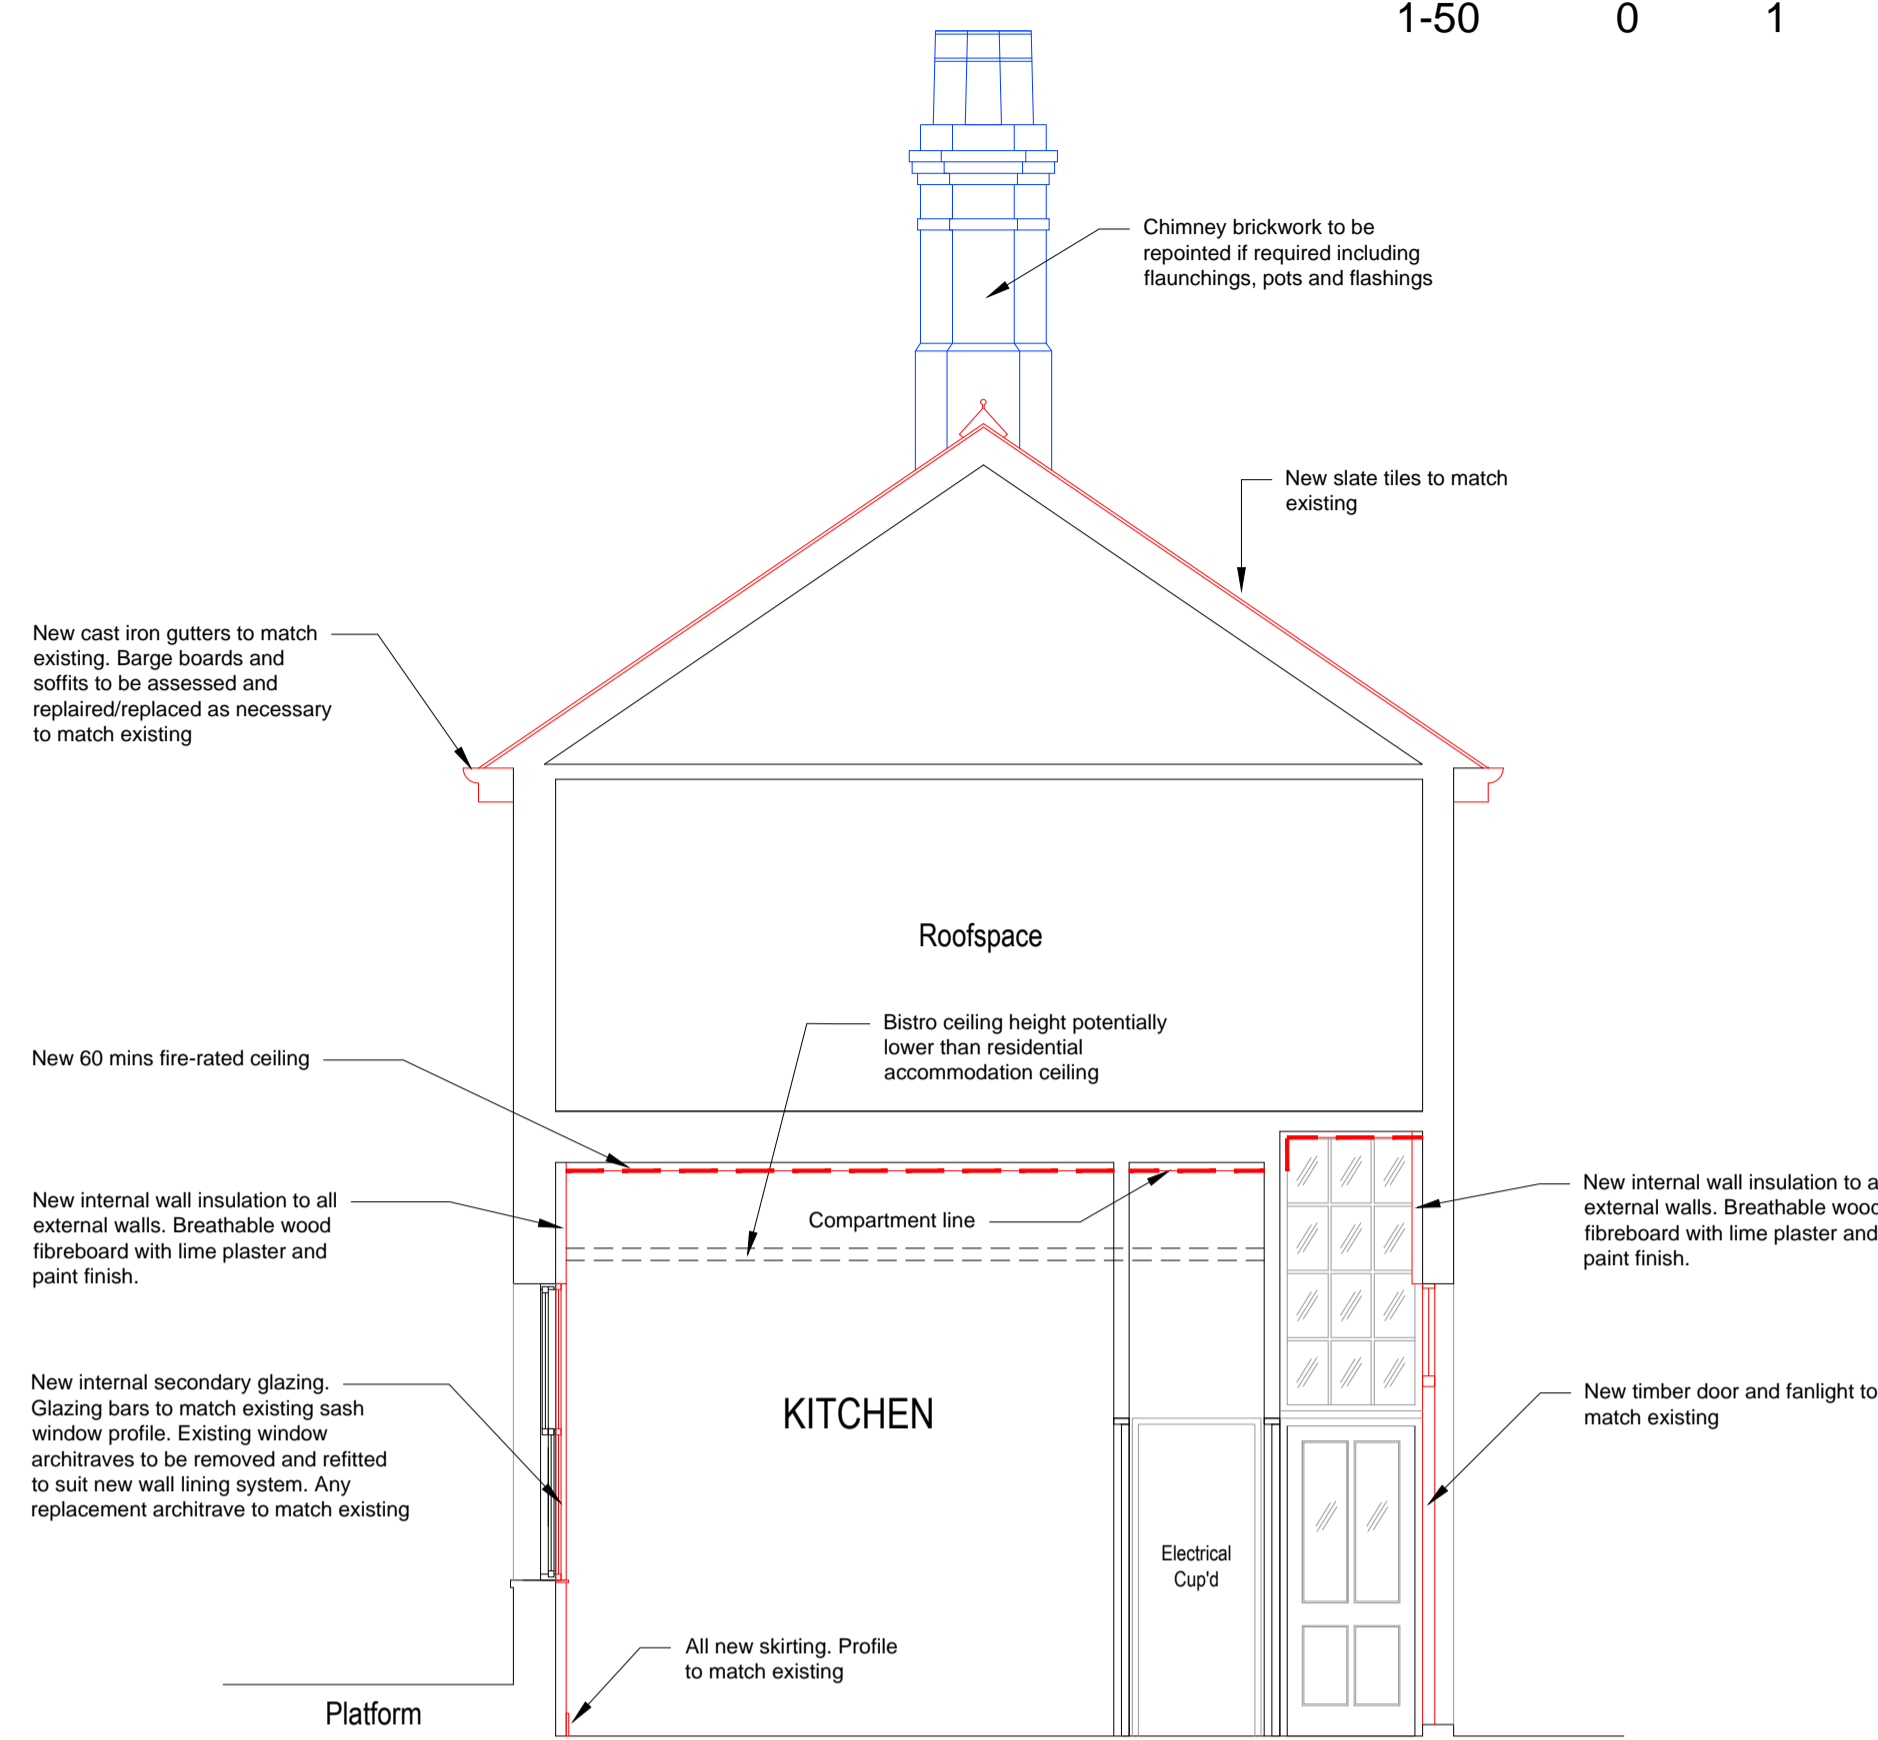 1-50 0 1
Chimney brickwork to be
repointed if required including
flaunchings, pots and flashings
New slate tiles to match
existing
New cast iron gutters to match
existing. Barge boards and
soffits to be assessed and
replaired/replaced as necessary
to match existing
Roofspace
Bistro ceiling height potentially
lower than residential
accommodation ceiling
New 60 mins fire-rated ceiling
New internal wall insulation to all
external walls. Breathable wood
fibreboard with lime plaster and
paint finish.
Compartment line
New internal wall insulation to a
external walls. Breathable wood
fibreboard with lime plaster and
paint finish.
New internal secondary glazing.
Glazing bars to match existing sash
window profile. Existing window
architraves to be removed and refitted
to suit new wall lining system. Any
replacement architrave to match existing
KITCHEN
New timber door and fanlight to
match existing
Electrical
Cup'd
All new skirting. Profile
to match existing
Platform